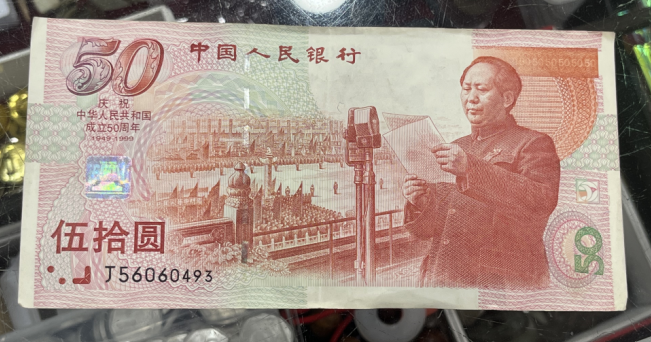 50 中国人民银行
庆祝
中华人民共和国
成立50周年
1949-1999
伍拾圆
J56060493
50